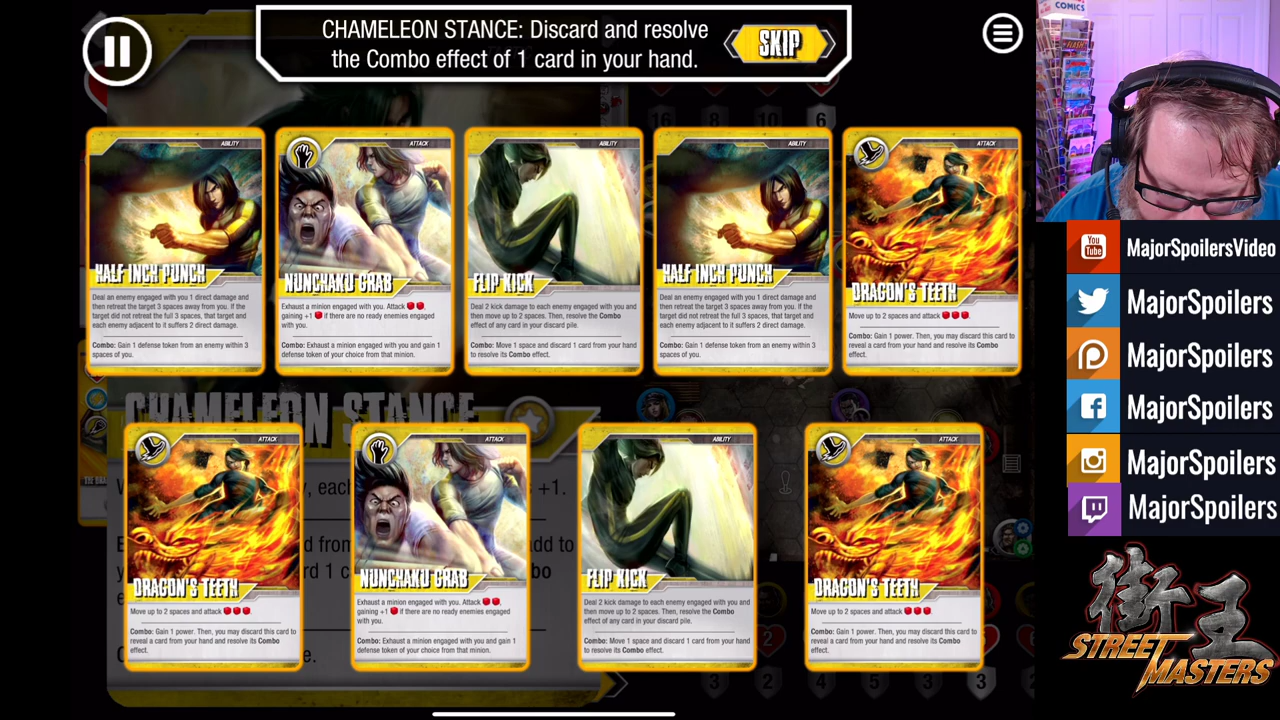 CHAMELEON STANCE: Discard and resolve
the Combo effect of 1 card in your hand.
SKIP
COMICS
16 8 10 6
ABILITY
HALF INCH PUNCH
Deal an enemy engaged with you 1 direct damage and
then retreat the target 3 spaces away from you. If the
target did not retreat the full 3 spaces, that target and
each enemy adjacent to it suffers 2 direct damage.
Combo: Gain 1 defense token from an enemy within 3
spaces of you.
ATTACK
NUNCHAKU GRAB
Exhaust a minion engaged with you. Attack
gaining +1 if there are no ready enemies engaged
with you.
Combo: Exhaust a minion engaged with you and gain 1
defense token of your choice from that minion.
ABILITY
FLIP KICK
Deal 2 kick damage to each enemy engaged with you and
then move up to 2 spaces. Then, resolve the Combo
effect of any card in your discard pile.
Combo: Move 1 space and discard 1 card from your hand
to resolve its Combo effect.
ABILITY
HALF INCH PUNCH
Deal an enemy engaged with you 1 direct damage and
then retreat the target 3 spaces away from you. If the
target did not retreat the full 3 spaces, that target and
each enemy adjacent to it suffers 2 direct damage.
Combo: Gain 1 defense token from an enemy within 3
spaces of you.
ATTACK
DRAGON'S TEETH
Move up to 2 spaces and attack
Combo: Gain 1 power. Then, you may discard this card to
reveal a card from your hand and resolve its Combo
effect.
CHAMELEON STANCE
ATTACK
DRAGON'S TEETH
Move up to 2 spaces and attack
Combo: Gain 1 power. Then, you may discard this card to
reveal a card from your hand and resolve its Combo
effect.
ATTACK
NUNCHAKU GRAB
Exhaust a minion engaged with you. Attack
gaining +1 if there are no ready enemies engaged
with you.
Combo: Exhaust a minion engaged with you and gain 1
defense token of your choice from that minion.
ABILITY
FLIP KICK
Deal 2 kick damage to each enemy engaged with you and
then move up to 2 spaces. Then, resolve the Combo
effect of any card in your discard pile.
Combo: Move 1 space and discard 1 card from your hand
to resolve its Combo effect.
ATTACK
DRAGON'S TEETH
Move up to 2 spaces and attack
Combo: Gain 1 power. Then, you may discard this card to
reveal a card from your hand and resolve its Combo
effect.
+1.
3 2 4 5 3 3
You Tube MajorSpoilersVideo
MajorSpoilers
MajorSpoilers
MajorSpoilers
MajorSpoilers
MajorSpoilers
街王
STREET
MASTERS